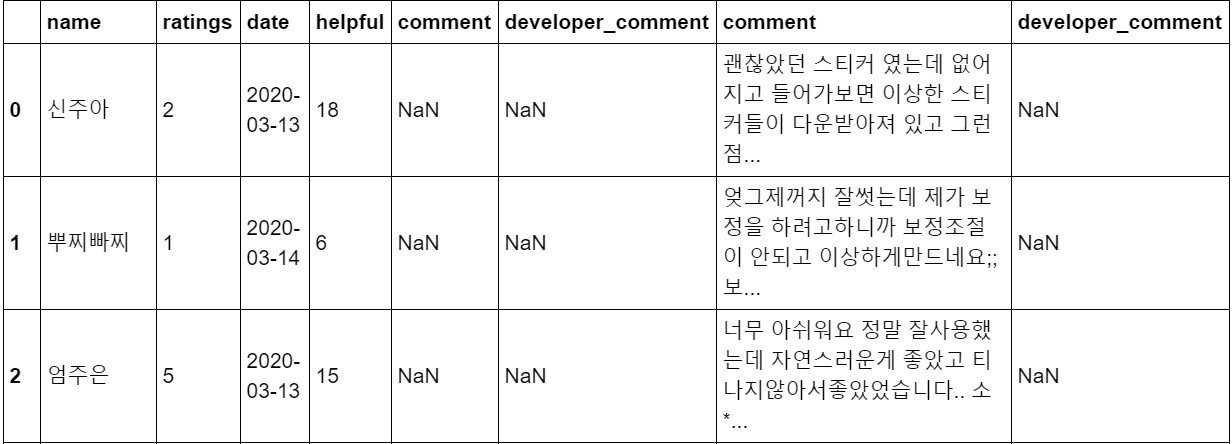 name ratings date helpful comment developer_comment comment developer_comment
0 신주아 2 2020-03-13 18 NaN NaN 괜찮았던 스티커 였는데 없어
지고 들어가보면 이상한 스티
커들이 다운받아져 있고 그런
점... NaN
1 뿌찌빠찌 1 2020-03-14 6 NaN NaN 엊그제꺼지 잘썻는데 제가 보
정을 하려고하니까 보정조절
이 안되고 이상하게만드네요;;
보... NaN
2 엄주은 5 2020-03-13 15 NaN NaN 너무 아쉬워요 정말 잘사용했
는데 자연스러운게 좋았고 티
나지않아서좋았었습니다.. 소
*... NaN